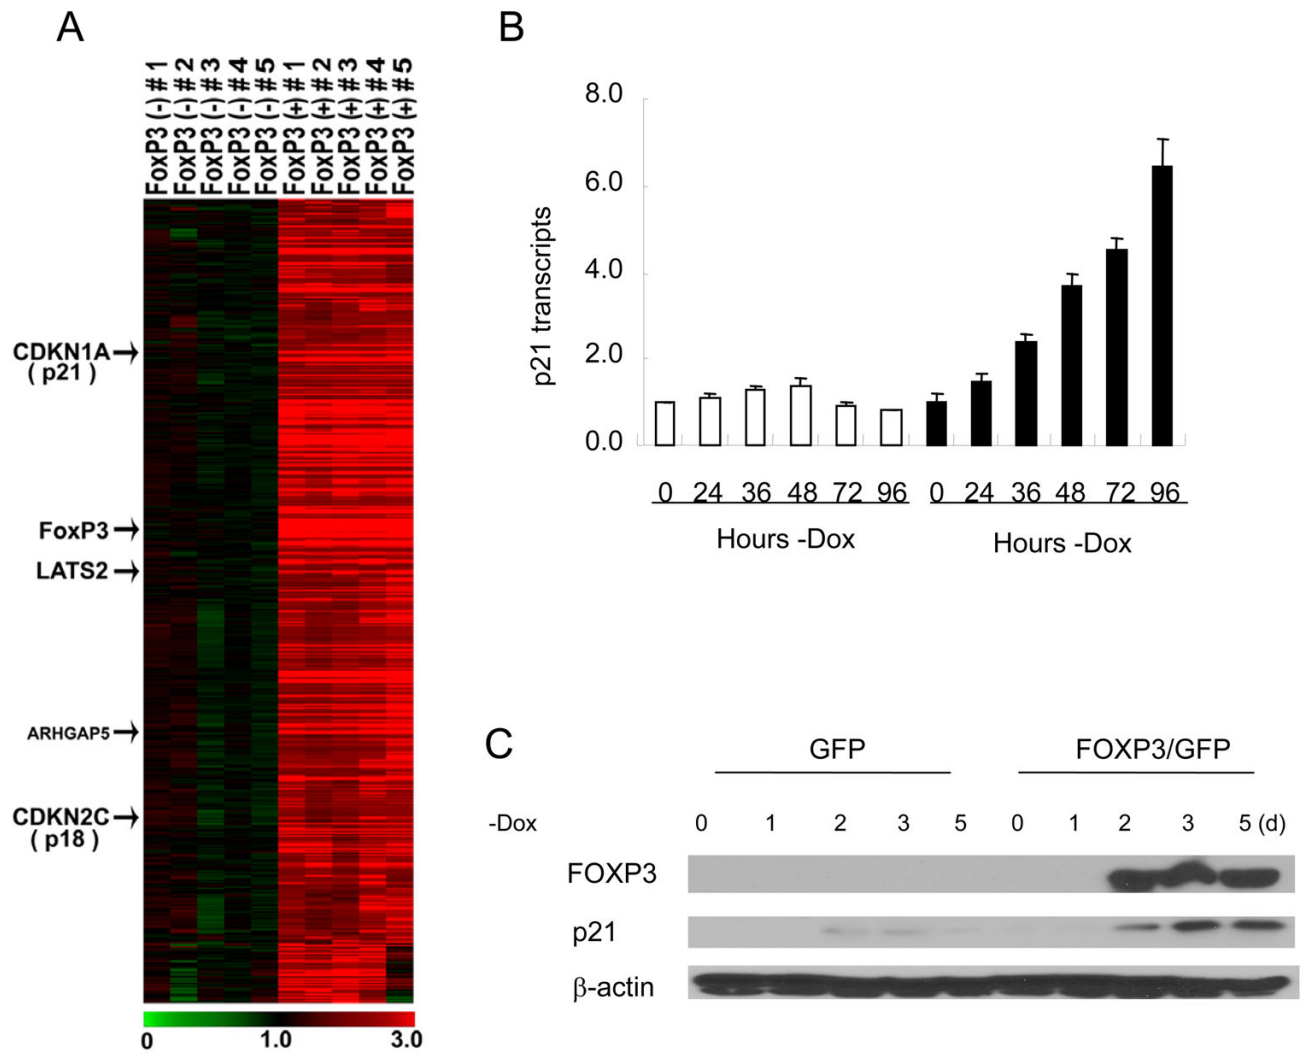 A
FoxP3 (-) # 1
FoxP3 (-) # 2
FoxP3 (-) # 3
FoxP3 (-) #4
FoxP3 (-) #5
FoxP3 (+) # 1
FoxP3 (+) #2
FoxP3 (+) #3
FoxP3 (+) #4
FoxP3 (+) #5
CDKN1A
( p21 )
FoxP3
LATS2
ARHGAP5
CDKN2C
( p18 )
0 1.0 3.0
B
p21 transcripts
8.0
6.0
4.0
2.0
0.0
0 24 36 48 72 96 0 24 36 48 72 96
Hours -Dox Hours -Dox
C
GFP FOXP3/GFP
-Dox 0 1 2 3 5 0 1 2 3 5 (d)
FOXP3
p21
β-actin